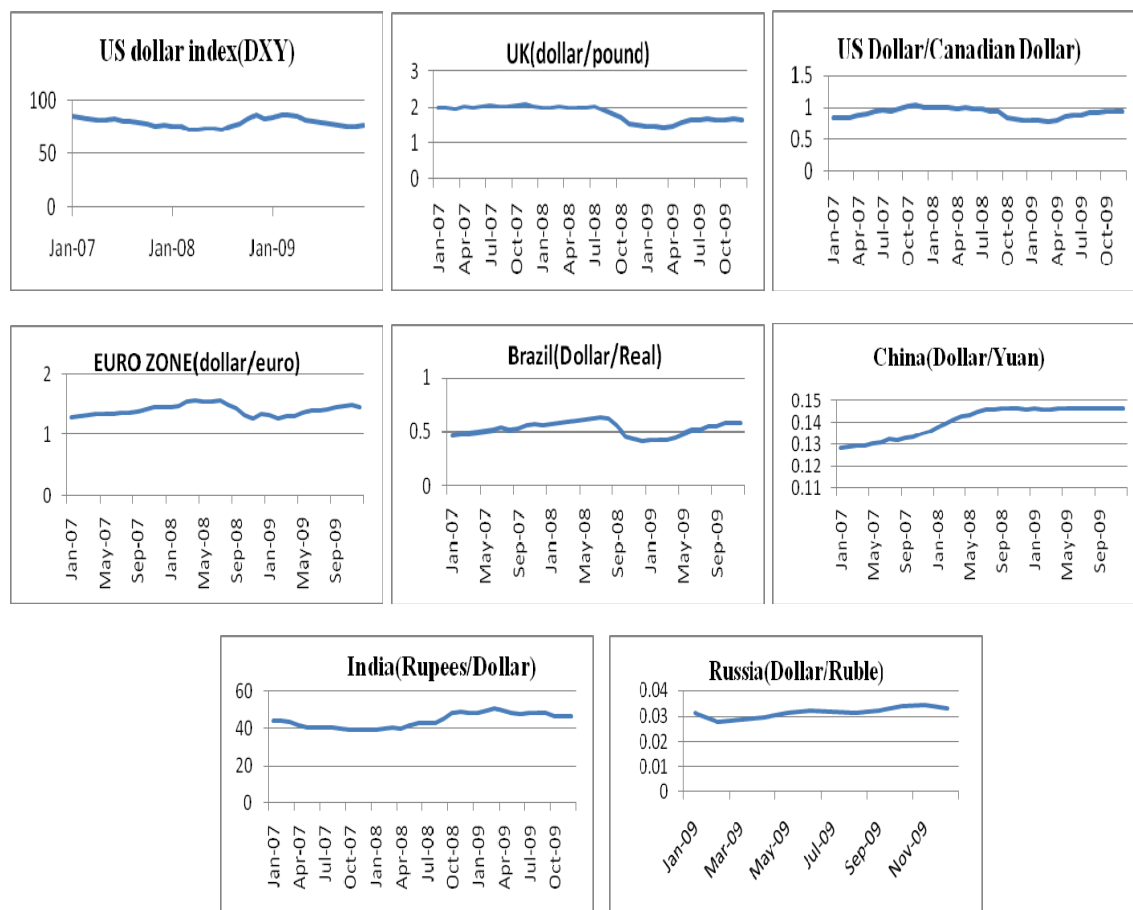 US dollar index(DXY)
100
50
0
Jan-07 Jan-08 Jan-09
UK(dollar/pound)
3
2
1
0
Jan-07
Apr-07
Jul-07
Oct-07
Jan-08
Apr-08
Jul-08
Oct-08
Jan-09
Apr-09
Jul-09
Oct-09
US Dollar/Canadian Dollar)
1.5
1
0.5
0
Jan-07
Apr-07
Jul-07
Oct-07
Jan-08
Apr-08
Jul-08
Oct-08
Jan-09
Apr-09
Jul-09
Oct-09
EURO ZONE(dollar/euro)
2
1
0
Jan-07
May-07
Sep-07
Jan-08
May-08
Sep-08
Jan-09
May-09
Sep-09
Brazil(Dollar/Real)
1
0.5
0
Jan-07
May-07
Sep-07
Jan-08
May-08
Sep-08
Jan-09
May-09
Sep-09
China(Dollar/Yuan)
0.15
0.14
0.13
0.12
0.11
Jan-07
May-07
Sep-07
Jan-08
May-08
Sep-08
Jan-09
May-09
Sep-09
India(Rupees/Dollar)
60
40
20
0
Jan-07
Apr-07
Jul-07
Oct-07
Jan-08
Apr-08
Jul-08
Oct-08
Jan-09
Apr-09
Jul-09
Oct-09
Russia(Dollar/Ruble)
0.04
0.03
0.02
0.01
0
Jan-09
Mar-09
May-09
Jul-09
Sep-09
Nov-09